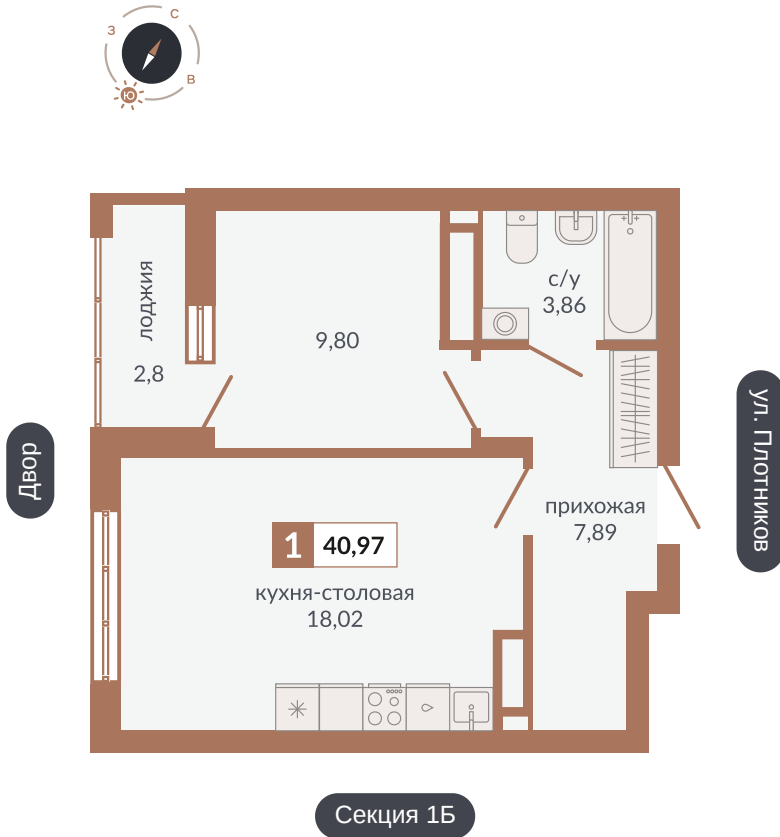 С
З
В
Ю
лоджия
2,8
9,80
с/у
3,86
Двор
ул. Плотников
прихожая
7,89
1 40,97
кухня-столовая
18,02
Секция 1Б